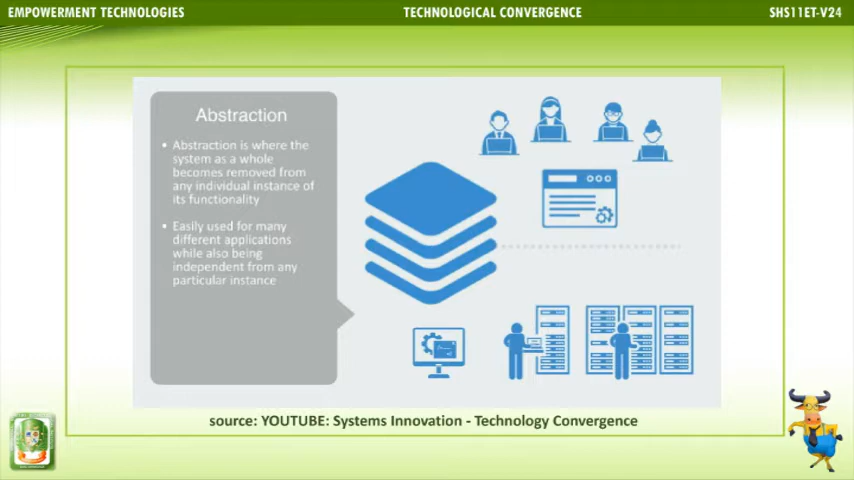 EMPOWERMENT TECHNOLOGIES
TECHNOLOGICAL CONVERGENCE
SHS11ET-V24
Abstraction
• Abstraction is where the
system as a whole
becomes removed from
any individual instance of
its functionality
• Easily used for many
different applications
while also being
independent from any
particular instance
source: YOUTUBE: Systems Innovation - Technology Convergence